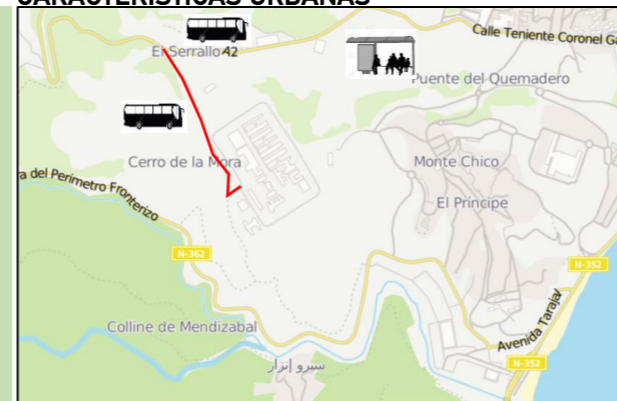 CARACTERÍSTICAS URBANAS
Calle Teniente Coronel Ga
El Serrallo 42
Puente del Quemadero
Cerro de la Mora
Monte Chico
a del Perímetro Fronterizo
El Príncipe
N-362
N-352
Colline de Mendizabal
Avenida Tarajal
N-352
سيرو إنزار